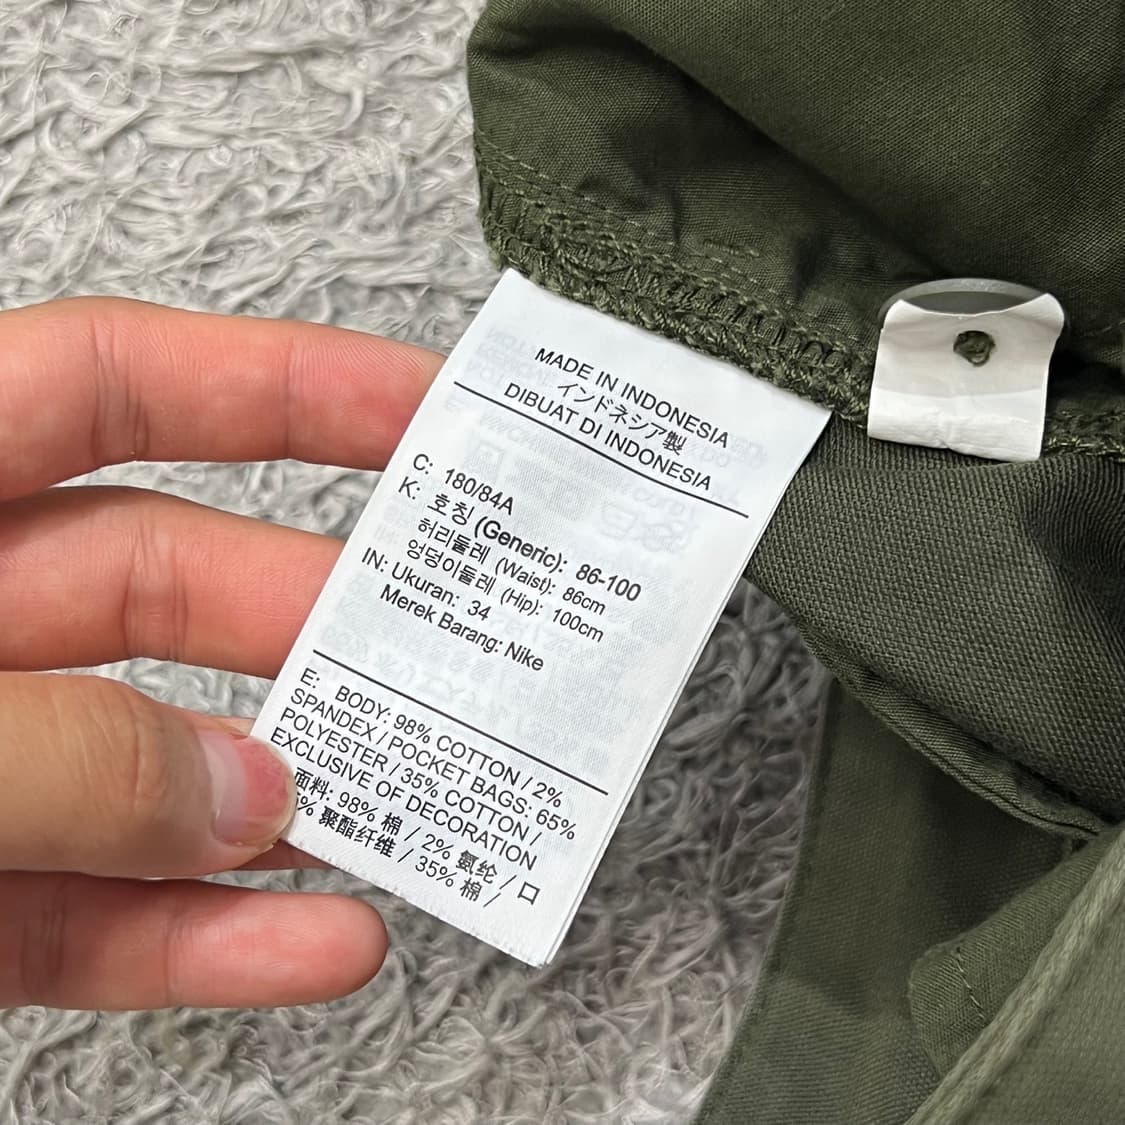 MADE IN INDONESIA
インドネシア製
DIBUAT DI INDONESIA
C: 180/84A
K: 호칭 (Generic): 86-100
허리둘레 (Waist): 86cm
엉덩이둘레 (Hip): 100cm
IN: Ukuran: 34
Merek Barang: Nike
E: BODY: 98% COTTON / 2%
SPANDEX / POCKET BAGS: 65%
POLYESTER / 35% COTTON /
EXCLUSIVE OF DECORATION
面料: 98% 棉 / 2% 氨纶 / 口
% 聚酯纤维 / 35% 棉 /